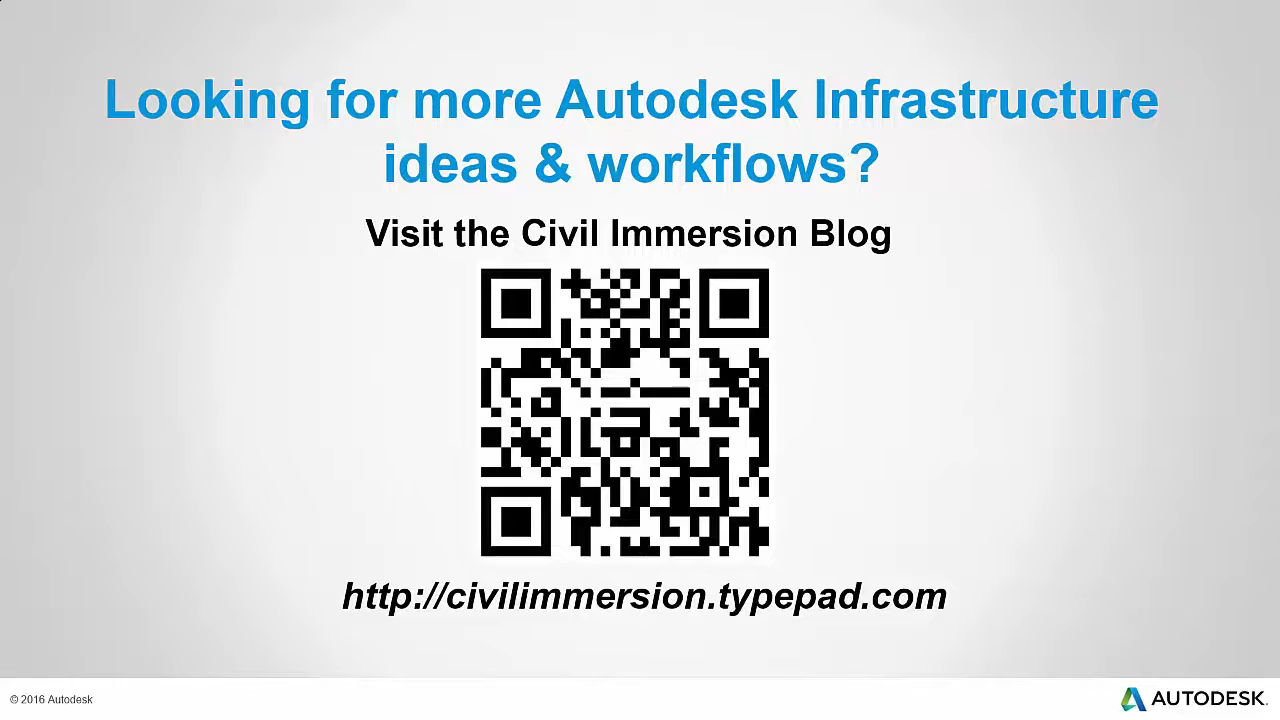 Looking for more Autodesk Infrastructure
ideas & workflows?
Visit the Civil Immersion Blog
http://civilimmersion.typepad.com
© 2016 Autodesk
AUTODESK.